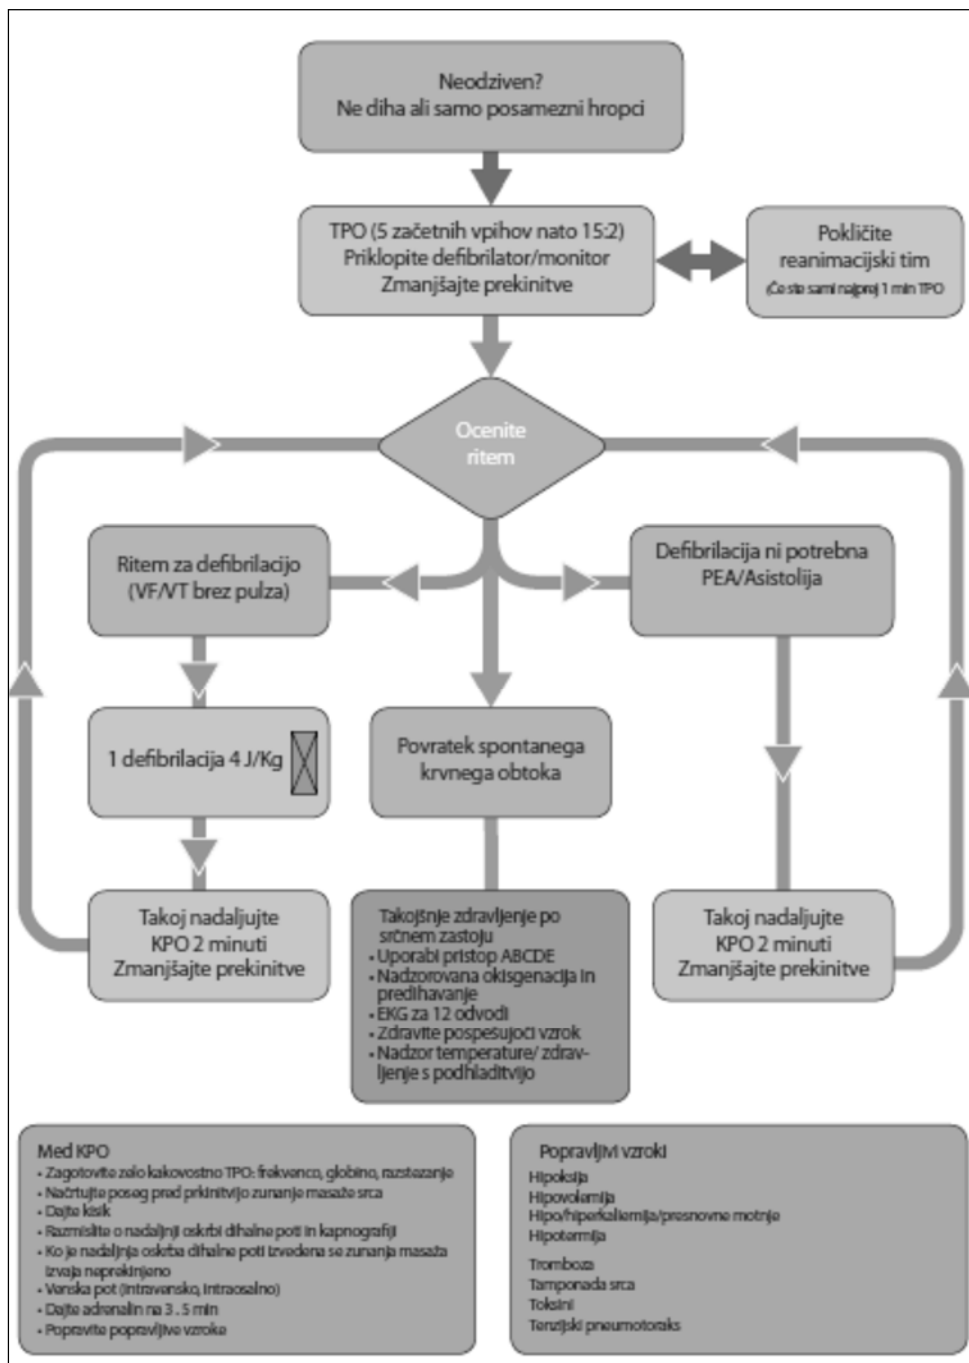 Neodziven?
Ne diha ali samo posamezni hropci
TPO (5 začetnih vpihov nato 15:2)
Priklopite defibrilator/monitor
Zmanjšajte prekinitve
Pokličite
reanimacijski tim
(Če ste sami najprej 1 min TPO
Ocenite
ritem
Ritem za defibrilacijo
(VF/VT brez pulza)
Defibrilacija ni potrebna
PEA/Asistolija
1 defibrilacija 4 J/Kg
Povratek spontanega
krvnega obtoka
Takoj nadaljujte
KPO 2 minuti
Zmanjšajte prekinitve
Takojšnje zdravljenje po
srčnem zastoju
• Uporabi pristop ABCDE
• Nadzorovana okisgenacija in
predihavanje
• EKG za 12 odvodi
• Zdravite pospešujoči vzrok
• Nadzor temperature/ zdrav-
ljenje s podhladitvijo
Takoj nadaljujte
KPO 2 minuti
Zmanjšajte prekinitve
Med KPO
• Zagotovite zelo kakovostno TPO: frekvenco, globino, razstezanje
• Načrtujte poseg pred prkinitvijo zunanje masaže srca
• Dajte kisik
• Razmislite o nadaljnji oskrbi dihalne poti in kapnografiji
• Ko je nadaljnja oskrba dihalne poti izvedena se zunanja masaža
izvaja neprekinjeno
• Venska pot (intravensko, intraosalno)
• Dajte adrenalin na 3 . 5 min
• Popravite popravljive vzroke
Popravljivi vzroki
Hipoksija
Hipovolemija
Hipo/hiperkaliemija/presnovne motnje
Hipotermija
Tromboza
Tamponada srca
Toksini
Tenzijski pneumotoraks